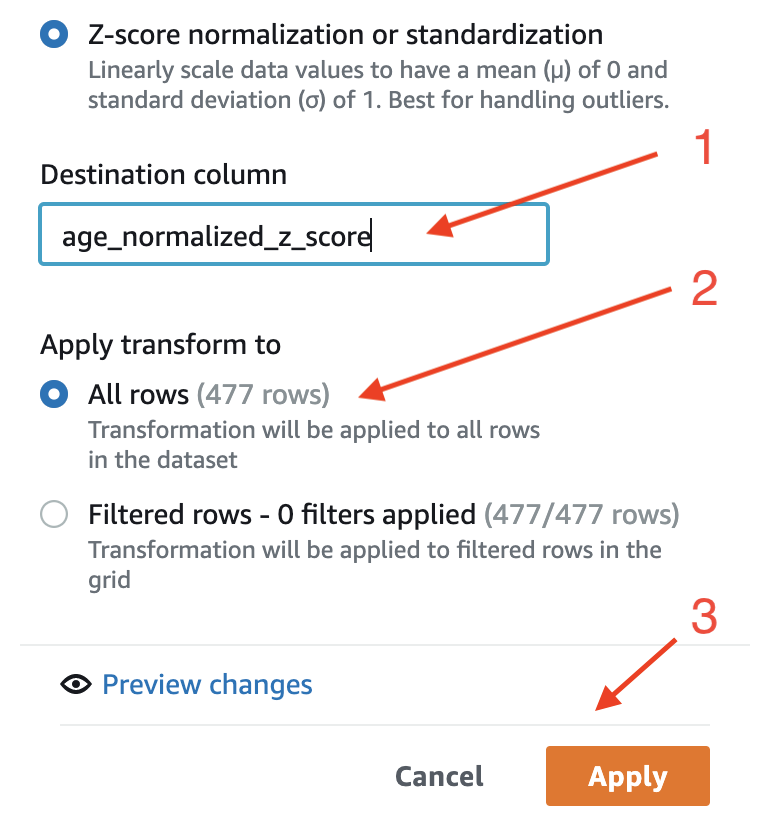 Z-score normalization or standardization
Linearly scale data values to have a mean (μ) of 0 and
standard deviation (σ) of 1. Best for handling outliers.
1
Destination column
age_normalized_z_score
2
Apply transform to
All rows (477 rows)
Transformation will be applied to all rows
in the dataset
Filtered rows - 0 filters applied (477/477 rows)
Transformation will be applied to filtered rows in the
grid
3
Preview changes
Cancel
Apply